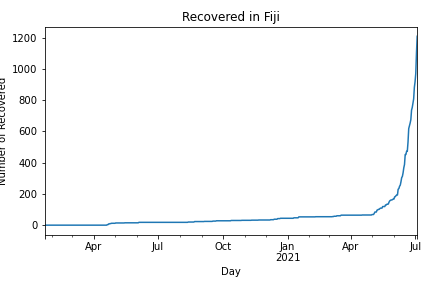 Recovered in Fiji
Number of Recovered
1200
1000
800
600
400
200
0
Apr
Jul
Oct
Jan
2021
Apr
Jul
Day